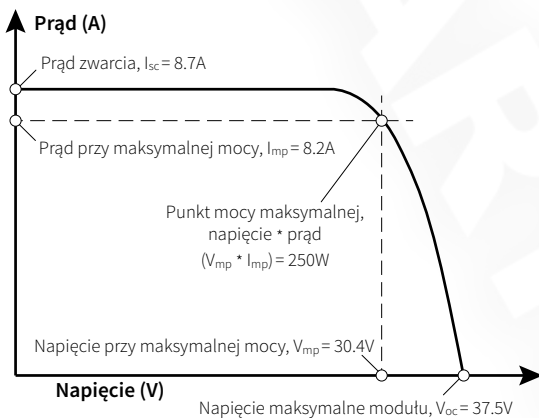 Prąd (A)
Prąd zwarcia, Isc = 8.7A
Prąd przy maksymalnej mocy, Imp = 8.2A
Punkt mocy maksymalnej,
napięcie * prąd
(Vmp * Imp) = 250W
Napięcie przy maksymalnej mocy, Vmp = 30.4V
Napięcie (V)
Napięcie maksymalne modułu, Voc = 37.5V